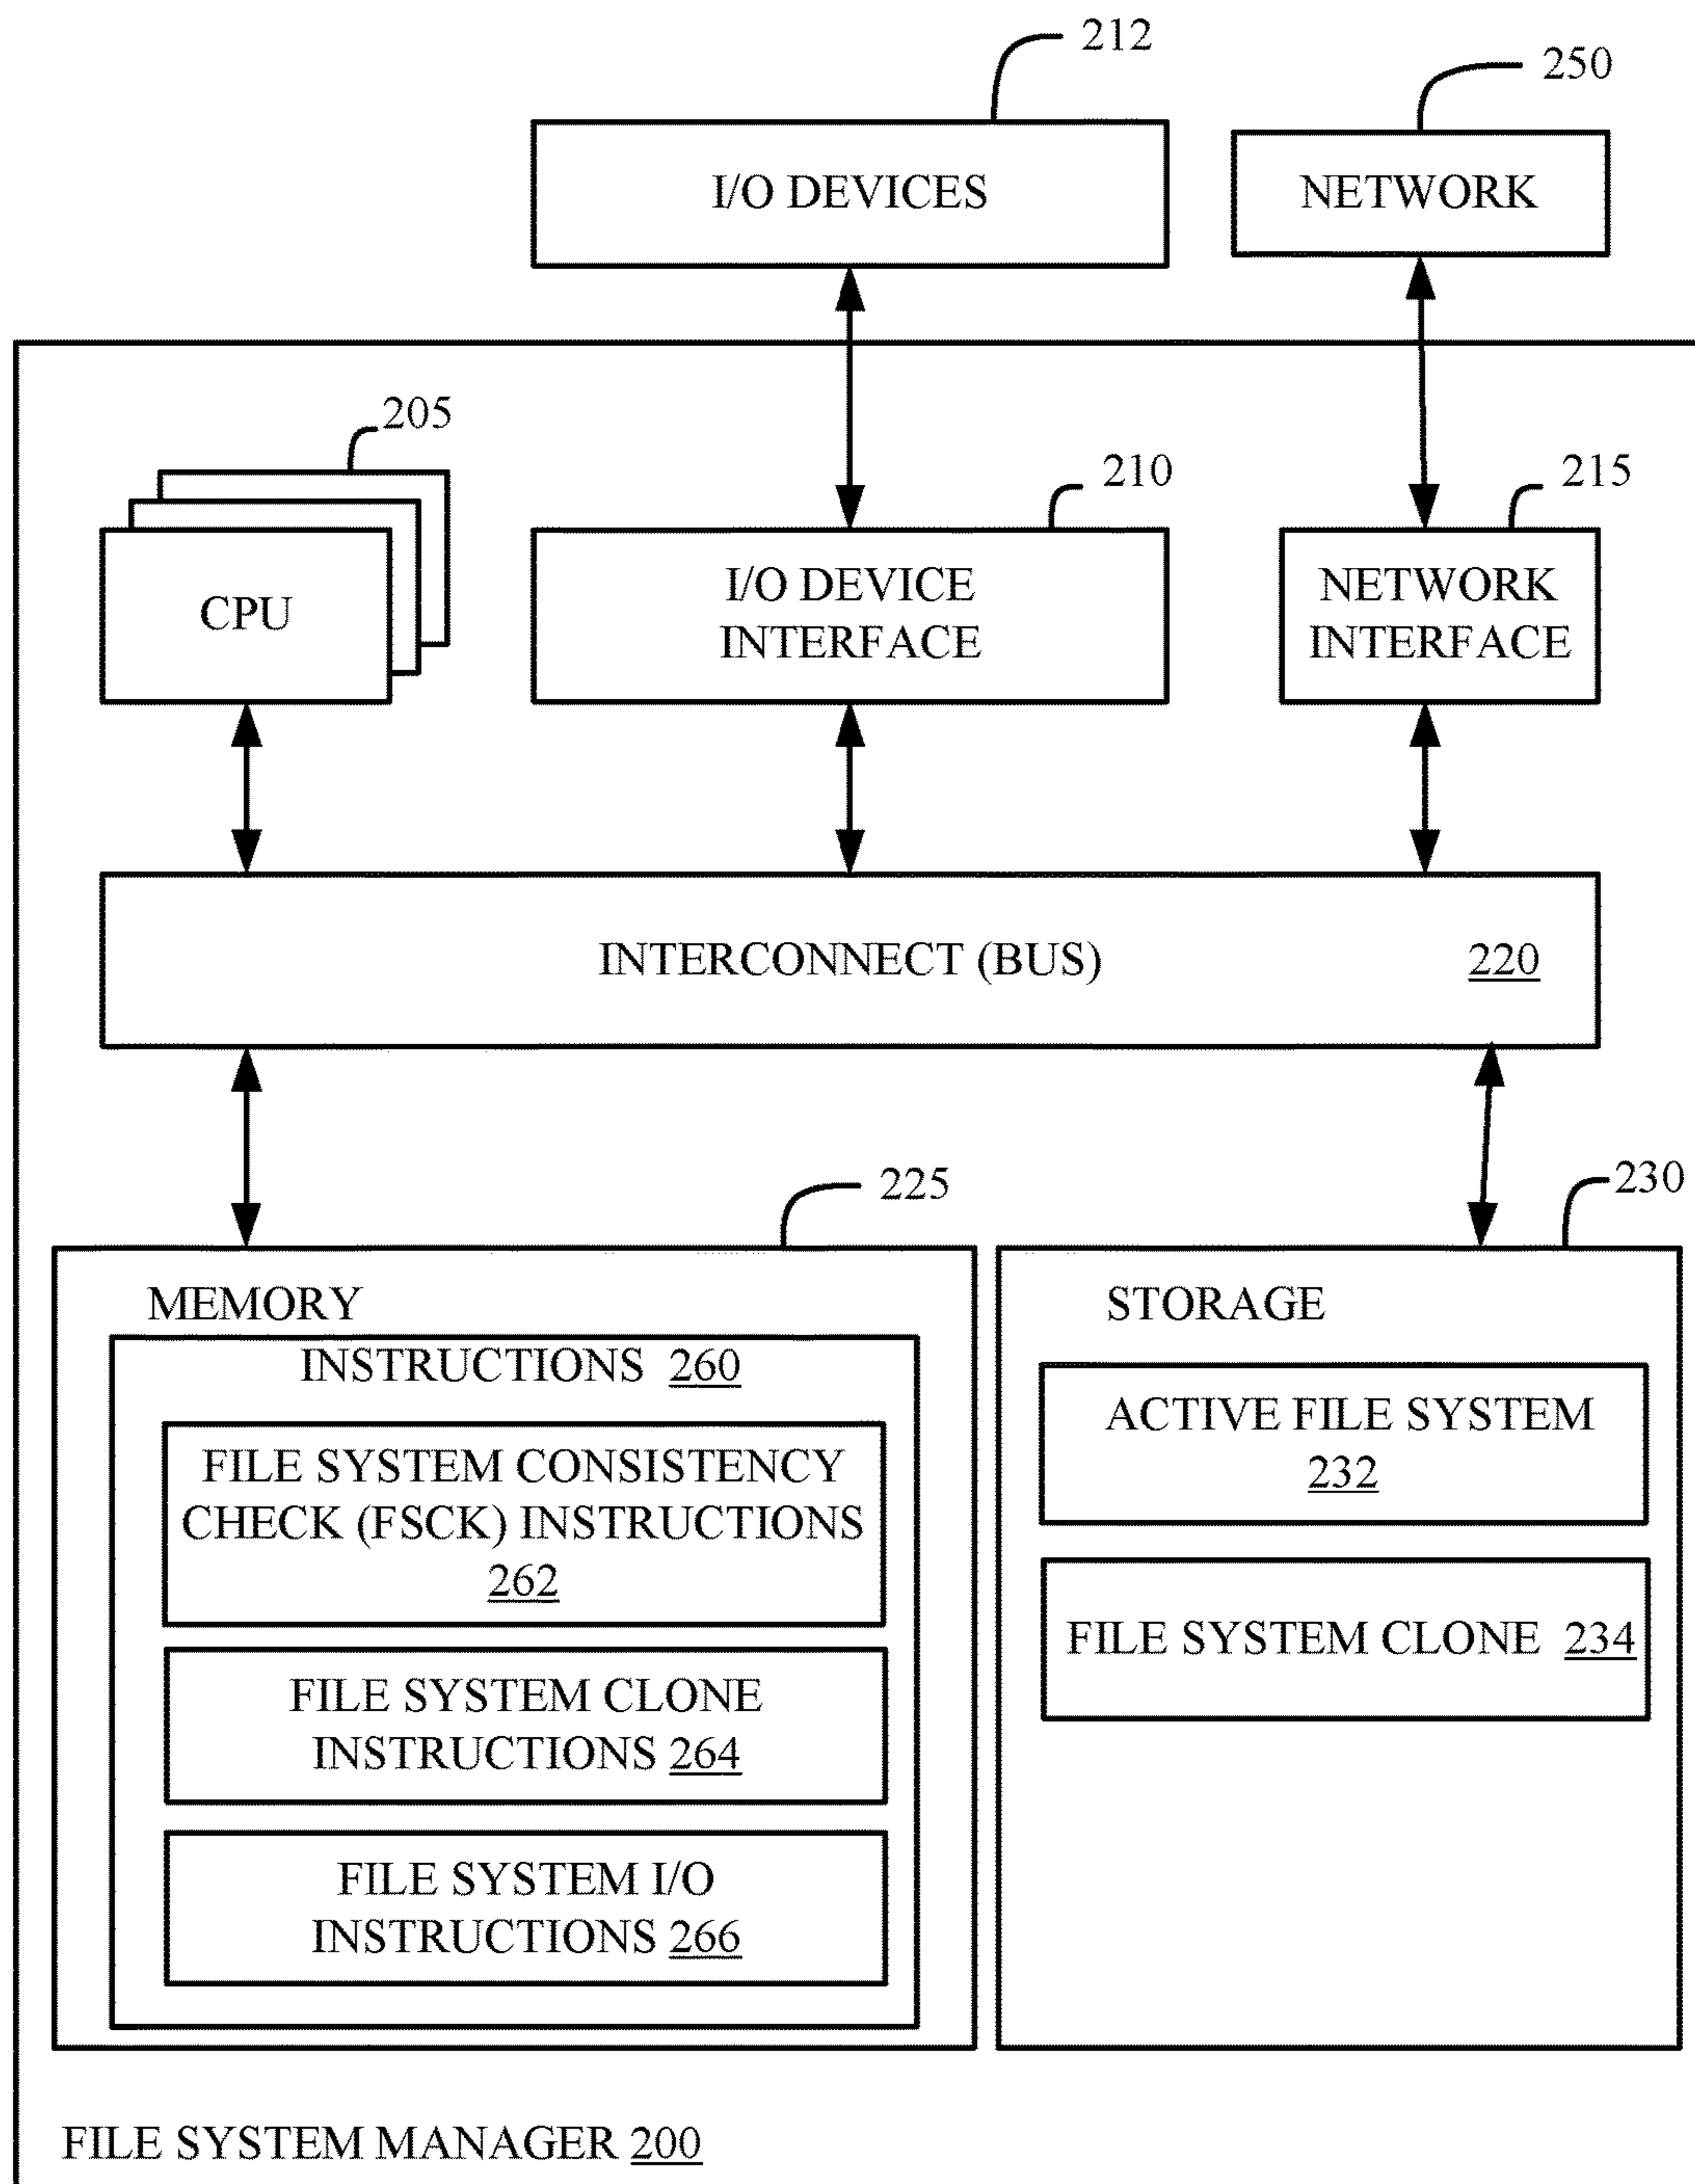 212
250
I/O DEVICES
NETWORK
205
210
215
CPU
I/O DEVICE
INTERFACE
NETWORK
INTERFACE
INTERCONNECT (BUS) 220
225
230
MEMORY
INSTRUCTIONS 260
FILE SYSTEM CONSISTENCY
CHECK (FSCK) INSTRUCTIONS
262
FILE SYSTEM CLONE
INSTRUCTIONS 264
FILE SYSTEM I/O
INSTRUCTIONS 266
STORAGE
ACTIVE FILE SYSTEM
232
FILE SYSTEM CLONE 234
FILE SYSTEM MANAGER 200